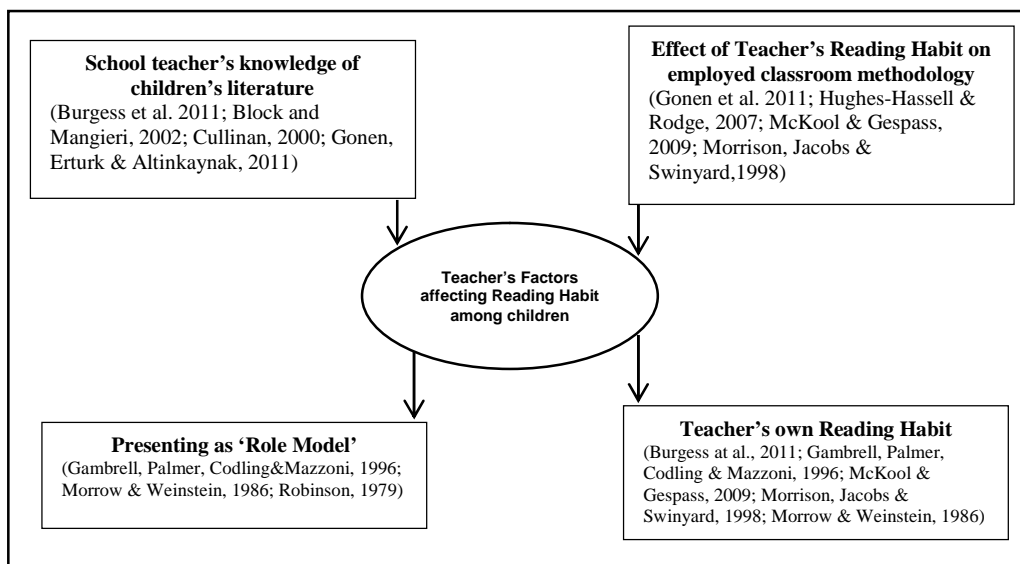 School teacher’s knowledge of
children’s literature
(Burgess et al. 2011; Block and
Mangieri, 2002; Cullinan, 2000; Gonen,
Erturk & Altinkaynak, 2011)
Effect of Teacher’s Reading Habit on
employed classroom methodology
(Gonen et al. 2011; Hughes-Hassell &
Rodge, 2007; McKool & Gespass,
2009; Morrison, Jacobs &
Swinyard,1998)
Teacher’s Factors
affecting Reading Habit
among children
Presenting as ‘Role Model’
(Gambrell, Palmer, Codling&Mazzoni, 1996;
Morrow & Weinstein, 1986; Robinson, 1979)
Teacher’s own Reading Habit
(Burgess at al., 2011; Gambrell, Palmer,
Codling & Mazzoni, 1996; McKool &
Gespass, 2009; Morrison, Jacobs &
Swinyard, 1998; Morrow & Weinstein, 1986)